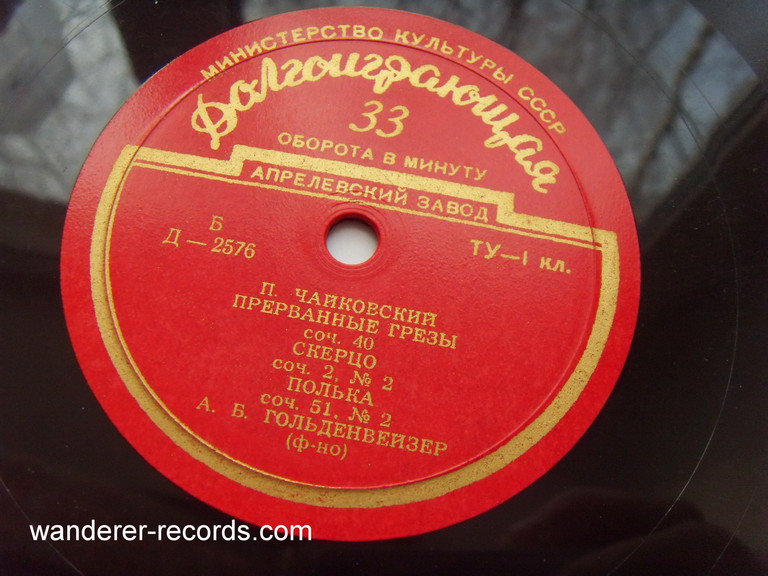 МИНИСТЕРСТВО КУЛЬТУРЫ СССР
Долгоиграющая
33
ОБОРОТА В МИНУТУ
АПРЕЛЕВСКИЙ ЗАВОД
Б
Д — 2576
ТУ—1 кл.
П. ЧАЙКОВСКИЙ
ПРЕРВАННЫЕ ГРЕЗЫ
соч. 40
СКЕРЦО
соч. 2, № 2
ПОЛЬКА
соч. 51, № 2
А. Б. ГОЛЬДЕНВЕЙЗЕР
(ф-но)
wanderer-records.com